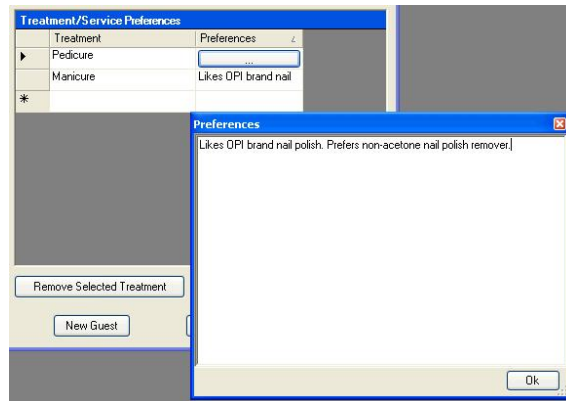 Treatment/Service Preferences
Treatment Preferences
Pedicure ...
Manicure Likes OPI brand nail
Preferences
Likes OPI brand nail polish. Prefers non-acetone nail polish remover.
Remove Selected Treatment
New Guest
Ok